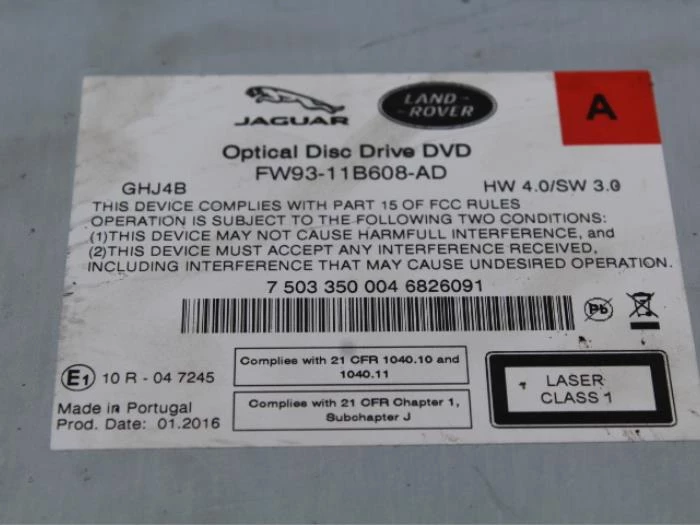 JAGUAR
LAND-
-ROVER
A
Optical Disc Drive DVD
FW93-11B608-AD
GHJ4B HW 4.0/SW 3.0
THIS DEVICE COMPLIES WITH PART 15 OF FCC RULES
OPERATION IS SUBJECT TO THE FOLLOWING TWO CONDITIONS:
(1)THIS DEVICE MAY NOT CAUSE HARMFULL INTERFERENCE, and
(2)THIS DEVICE MUST ACCEPT ANY INTERFERENCE RECEIVED,
INCLUDING INTERFERENCE THAT MAY CAUSE UNDESIRED OPERATION.
7 503 350 004 6826091
Pb
E1 10 R - 04 7245
Complies with 21 CFR 1040.10 and
1040.11
LASER
CLASS 1
Made in Portugal
Prod. Date: 01.2016
Complies with 21 CFR Chapter 1,
Subchapter J